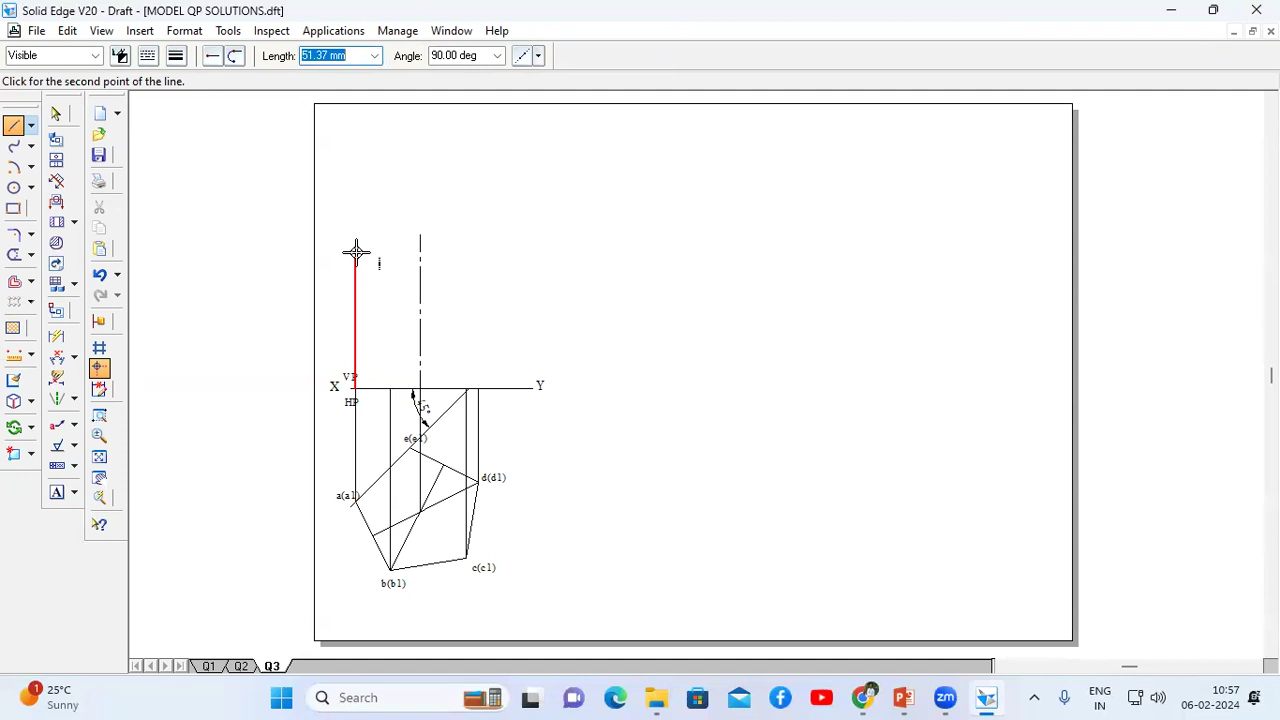 Solid Edge V20 - Draft - [MODEL QP SOLUTIONS.dft]
File Edit View Insert Format Tools Inspect Applications Manage Window Help
Visible Length: 51.37 mm Angle: 90.00 deg
Click for the second point of the line.
X VP Y
HP
e(e1)
d(d1)
a(a1)
c(c1)
b(b1)
Q1 Q2 Q3
1 25°C
Sunny
Search
ENG
IN
10:57
06-02-2024